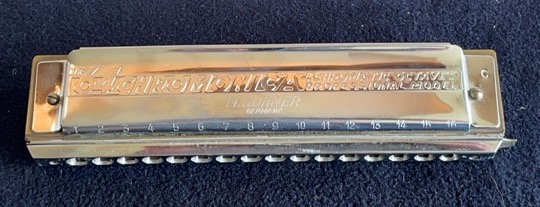 64 CHROMONICA
4 CHROMATIC OCTAVES
PROFESSIONAL MODEL
M. HOHNER
GERMANY
1 2 3 4 5 6 7 8 9 10 11 12 13 14 15 16